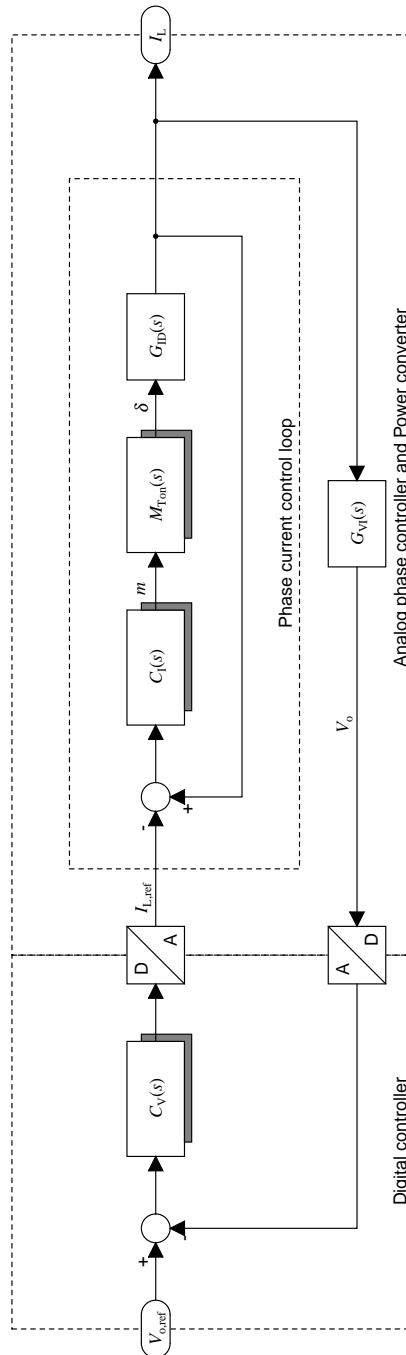 V_o,ref
+
-
C_V(s)
D
A
I_L,ref
-
+
C_I(s)
m
M_Ton(s)
δ
G_ID(s)
I_L
Phase current control loop
G_VI(s)
V_o
A
D
Digital controller
Analog phase controller and Power converter